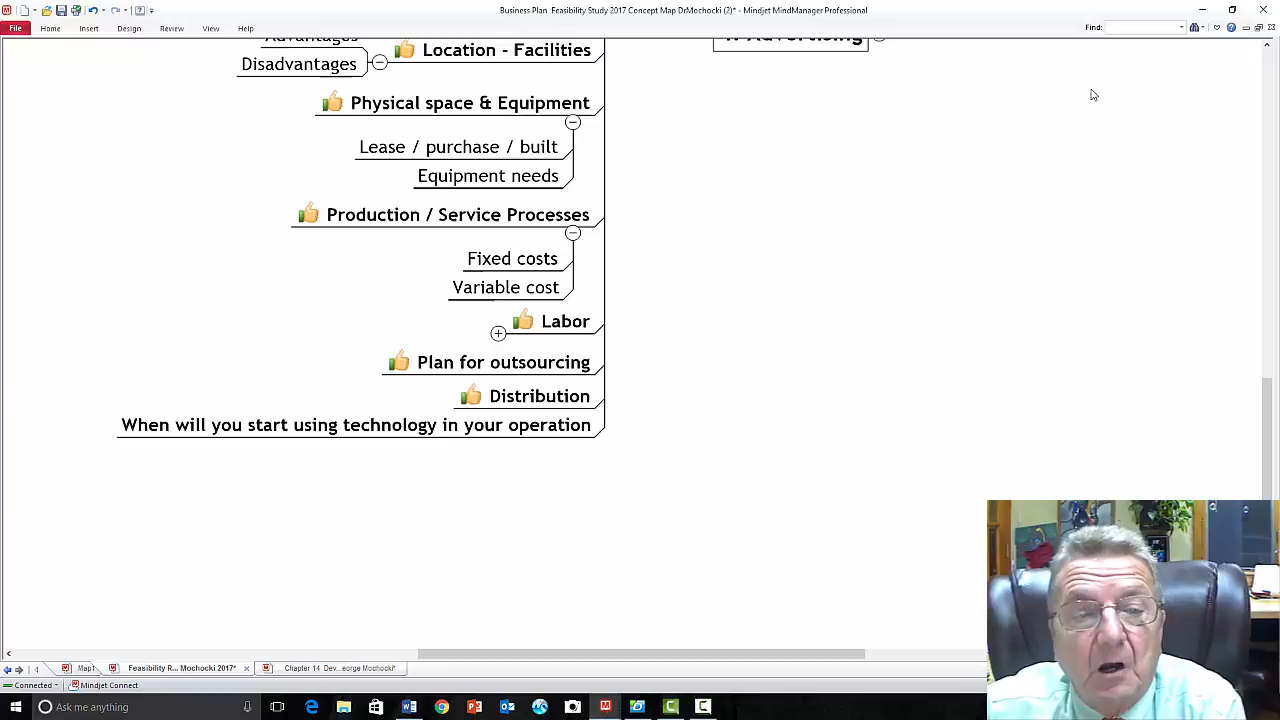 Business Plan Feasibility Study 2017 Concept Map DrMochocki (2)* - Mindjet MindManager Professional
File Home Insert Design Review View Help Find:
Advantages
Location - Facilities
Disadvantages
Advertising
Physical space & Equipment
Lease / purchase / built
Equipment needs
Production / Service Processes
Fixed costs
Variable cost
Labor
Plan for outsourcing
Distribution
When will you start using technology in your operation
Map1 Feasibility R... Mochocki 2017* Chapter 14 Dev...eorge Mochocki*
Connected Mindjet Connect
Ask me anything